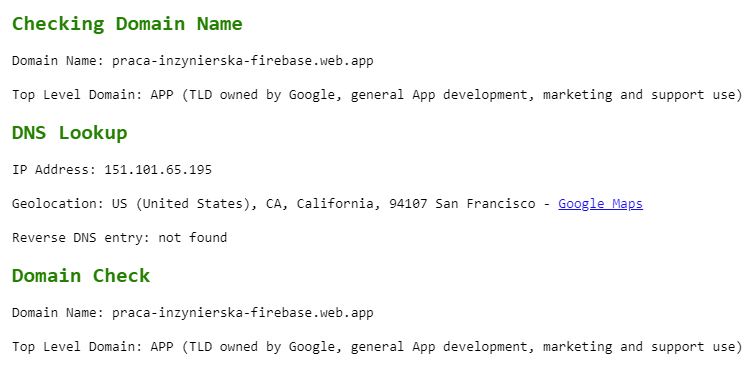 Checking Domain Name
Domain Name: praca-inzynierska-firebase.web.app
Top Level Domain: APP (TLD owned by Google, general App development, marketing and support use)
DNS Lookup
IP Address: 151.101.65.195
Geolocation: US (United States), CA, California, 94107 San Francisco - Google Maps
Reverse DNS entry: not found
Domain Check
Domain Name: praca-inzynierska-firebase.web.app
Top Level Domain: APP (TLD owned by Google, general App development, marketing and support use)